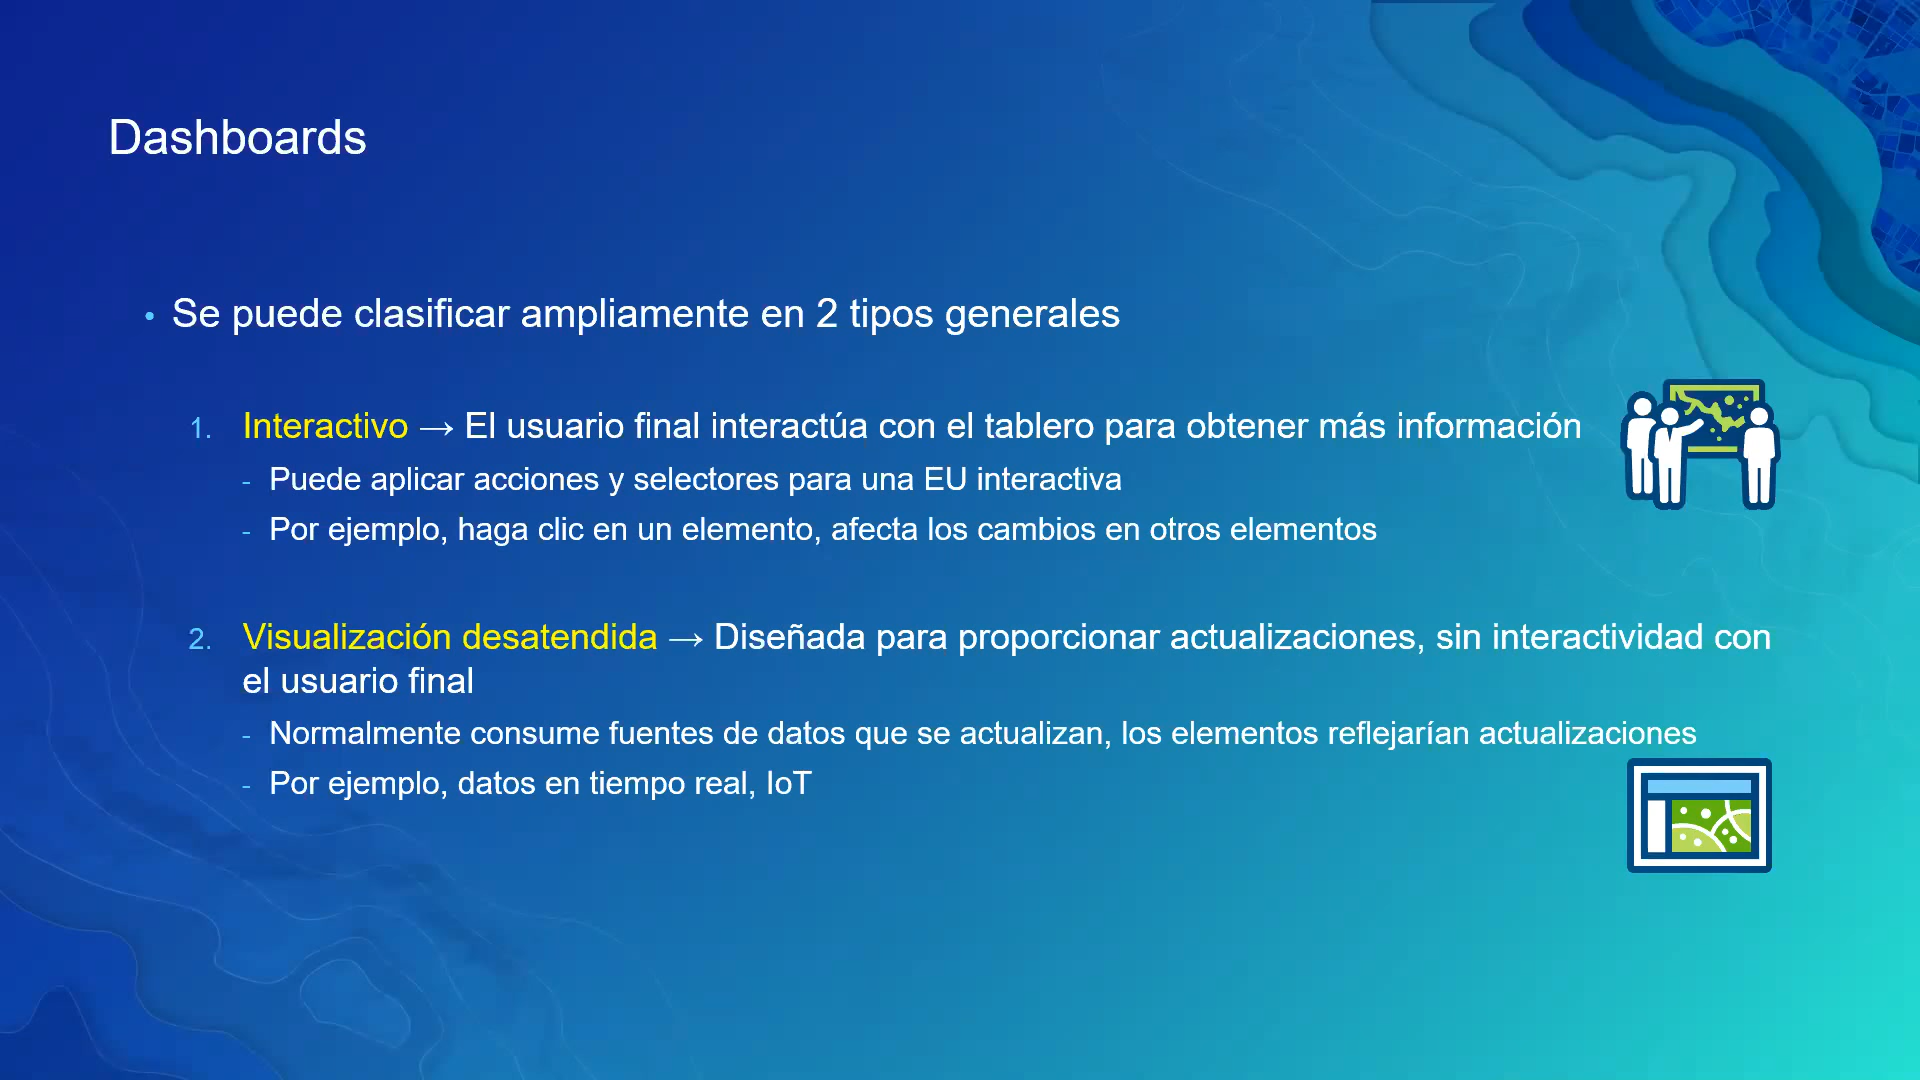 Dashboards
• Se puede clasificar ampliamente en 2 tipos generales
1. Interactivo → El usuario final interactúa con el tablero para obtener más información
- Puede aplicar acciones y selectores para una EU interactiva
- Por ejemplo, haga clic en un elemento, afecta los cambios en otros elementos
2. Visualización desatendida → Diseñada para proporcionar actualizaciones, sin interactividad con
el usuario final
- Normalmente consume fuentes de datos que se actualizan, los elementos reflejarían actualizaciones
- Por ejemplo, datos en tiempo real, IoT